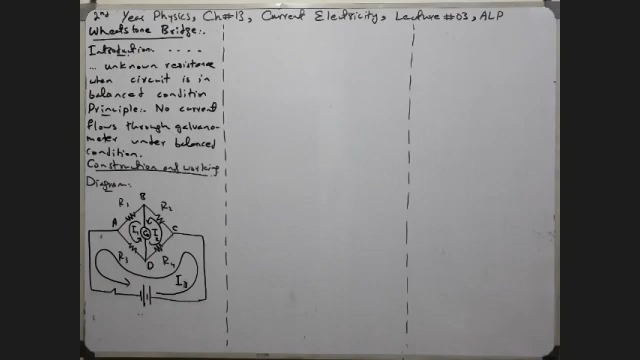 2nd Year Physics, Ch#13, Current Electricity, Lecture #03, ALP
Wheatstone Bridge:.
Introduction. ....
... unknown resistance
when circuit is in
balanced condition
Principle:. No current
flows through galvano-
meter under balanced
condition.
Construction and working
Diagram:
B
R1 R2
A I1 G I2 C
R3 D R4
I3